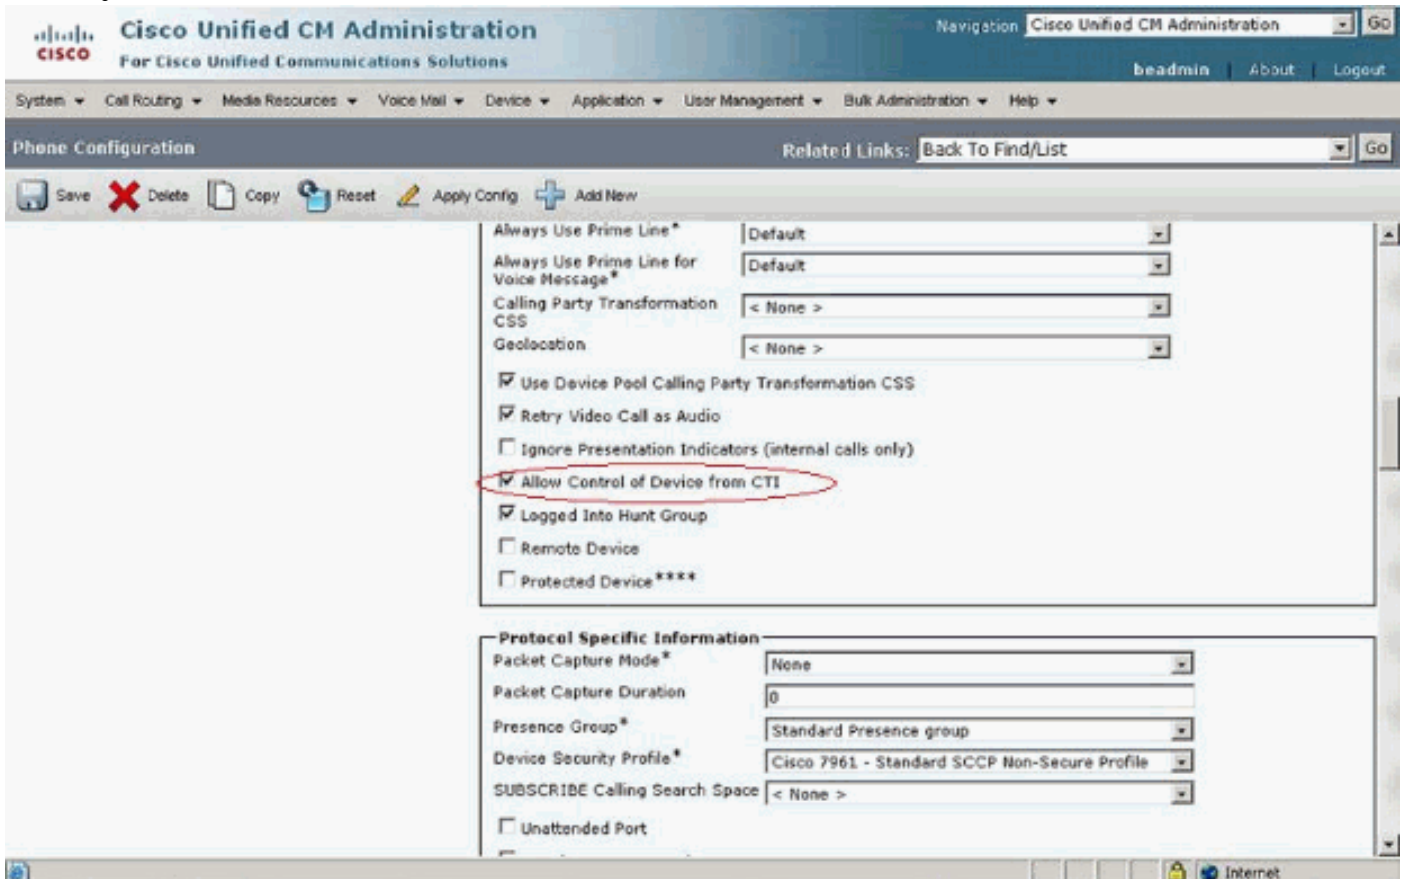 Cisco Unified CM Administration
For Cisco Unified Communications Solutions
CISCO
Navigation Cisco Unified CM Administration Go
beadmin About Logout
System Call Routing Media Resources Voice Mail Device Application User Management Bulk Administration Help
Phone Configuration Related Links: Back To Find/List Go
Save Delete Copy Reset Apply Config Add New
Always Use Prime Line* Default
Always Use Prime Line for Default
Voice Message*
Calling Party Transformation < None >
CSS
Geolocation < None >
Use Device Pool Calling Party Transformation CSS
Retry Video Call as Audio
Ignore Presentation Indicators (internal calls only)
Allow Control of Device from CTI
Logged Into Hunt Group
Remote Device
Protected Device****
Protocol Specific Information
Packet Capture Mode* None
Packet Capture Duration 0
Presence Group* Standard Presence group
Device Security Profile* Cisco 7961 - Standard SCCP Non-Secure Profile
SUBSCRIBE Calling Search Space < None >
Unattended Port
Internet